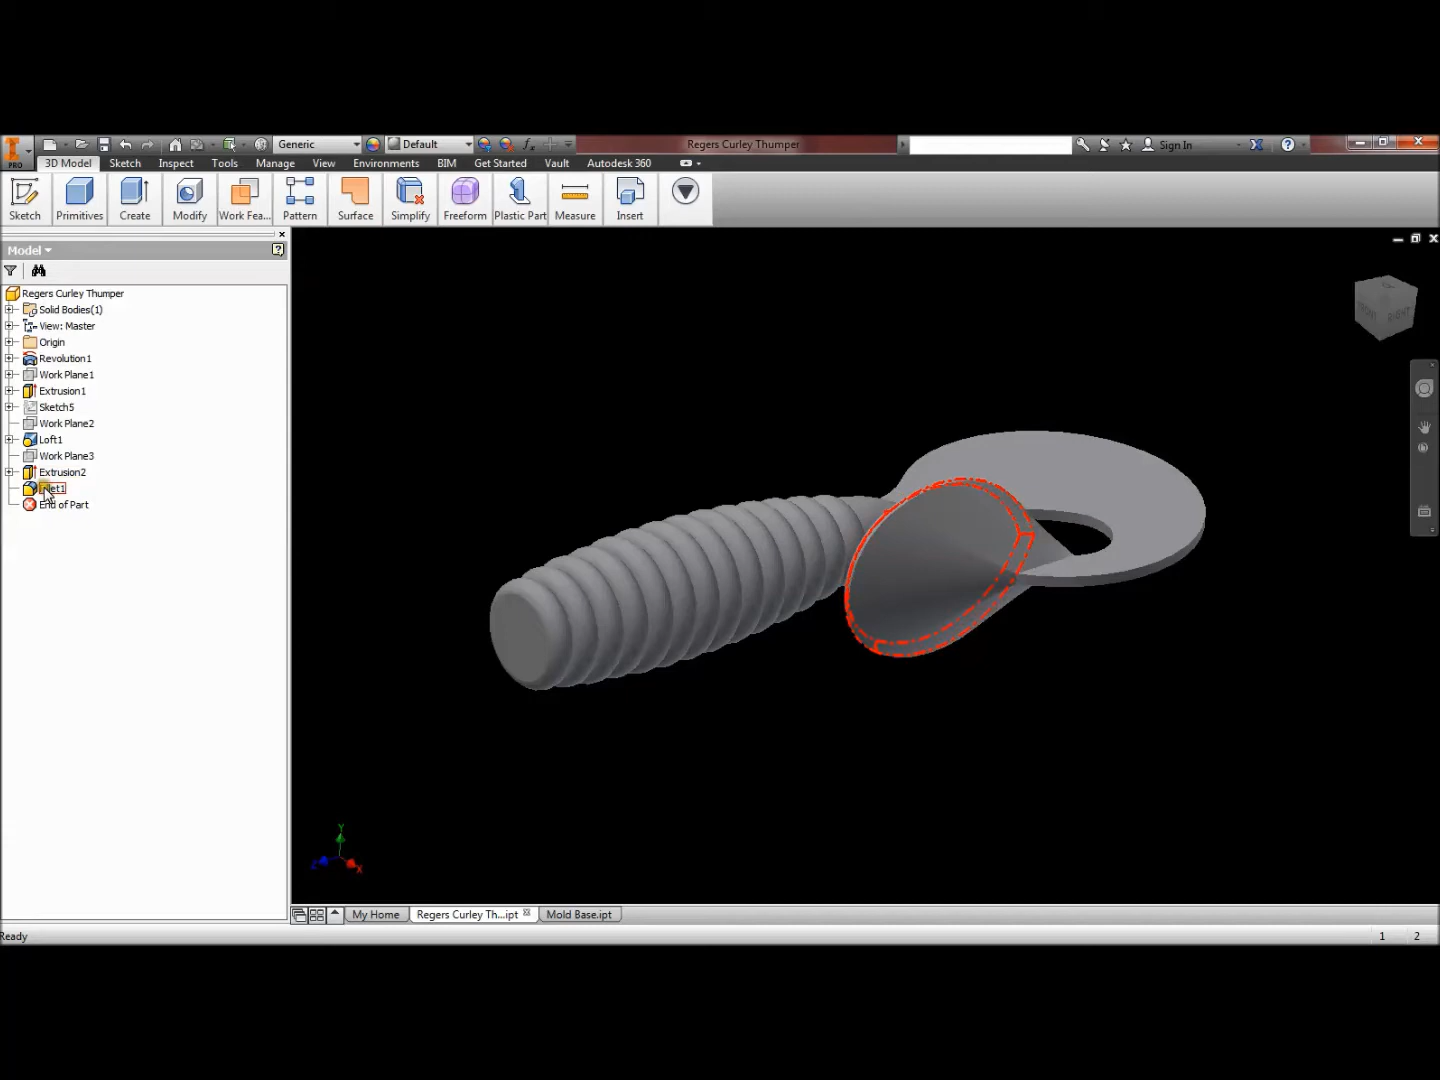 PRO
Generic
Default
Regers Curley Thumper
Sign In
3D Model
Sketch
Inspect
Tools
Manage
View
Environments
BIM
Get Started
Vault
Autodesk 360
Sketch
Primitives
Create
Modify
Work Fea...
Pattern
Surface
Simplify
Freeform
Plastic Part
Measure
Insert
Model
Regers Curley Thumper
Solid Bodies(1)
View: Master
Origin
Revolution1
Work Plane1
Extrusion1
Sketch5
Work Plane2
Loft1
Work Plane3
Extrusion2
End of Part
RIGHT
Y
X
My Home
Regers Curley Th...ipt
Mold Base.ipt
Ready
1
2